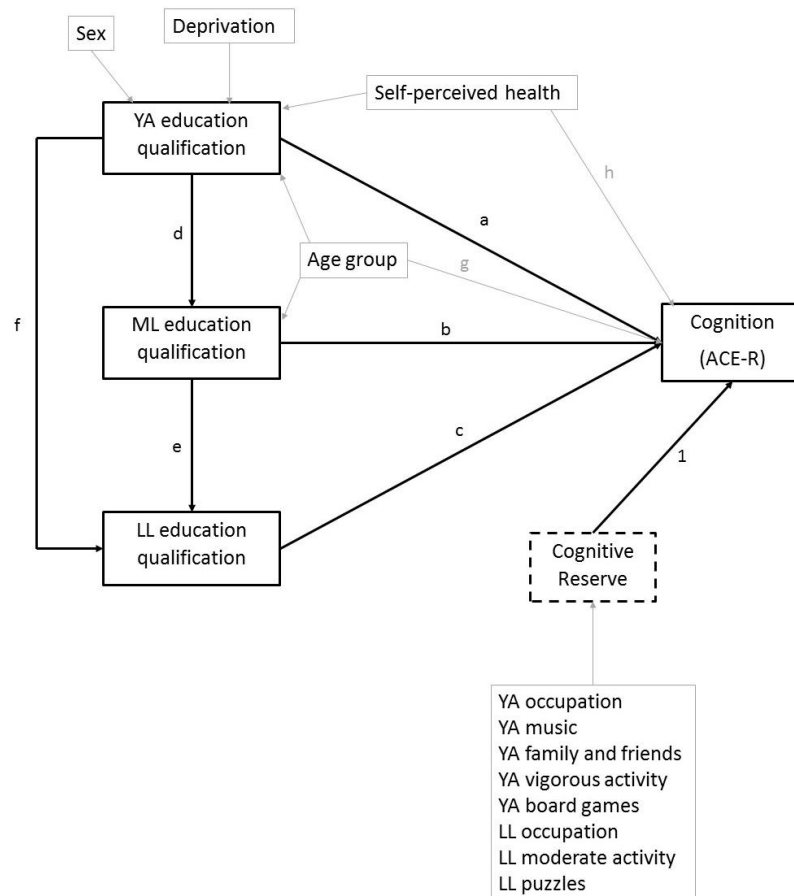 Deprivation
Sex
Self-perceived health
YA education
qualification
h
a
d
Age group
g
f
ML education
qualification
b
Cognition
(ACE-R)
c
e
1
LL education
qualification
Cognitive
Reserve
YA occupation
YA music
YA family and friends
YA vigorous activity
YA board games
LL occupation
LL moderate activity
LL puzzles